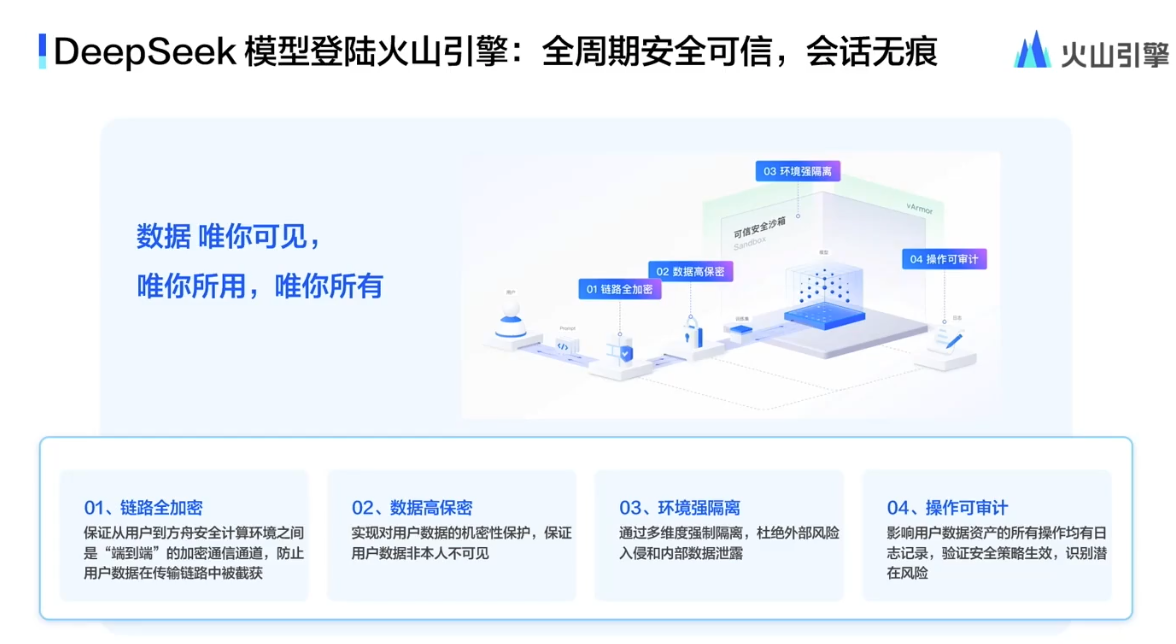 DeepSeek 模型登陆火山引擎：全周期安全可信，会话无痕
火山引擎
数据 唯你可见，
唯你所用，唯你所有
03 环境强隔离
vArmor
可信安全沙箱
Sandbox
模型
04 操作可审计
02 数据高保密
01 链路全加密
用户
Prompt
日志
01、链路全加密
保证从用户到方舟安全计算环境之间
是“端到端”的加密通信通道，防止
用户数据在传输链路中被截获
02、数据高保密
实现对用户数据的机密性保护，保证
用户数据非本人不可见
03、环境强隔离
通过多维度强制隔离，杜绝外部风险
入侵和内部数据泄露
04、操作可审计
影响用户数据资产的所有操作均有日
志记录，验证安全策略生效，识别潜
在风险